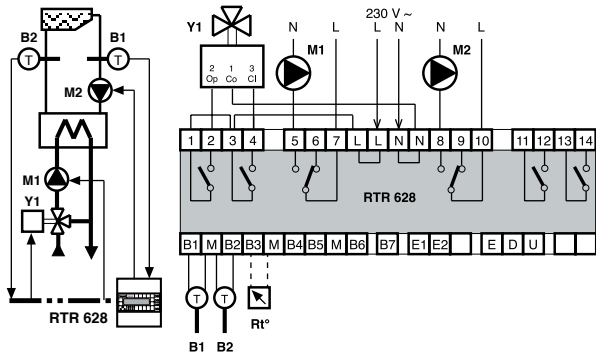 230 V ~
Y1 N L L N N L
B2 B1
M1 M2
2 1 3
Op Co Cl
M2
1 2 3 4 5 6 7 L L N N 8 9 10 11 12 13 14
M1
RTR 628
Y1
B1 M B2 B3 M B4 B5 M B6 B7 E1 E2 E D U
T T
RTR 628
Rt°
B1 B2
T T